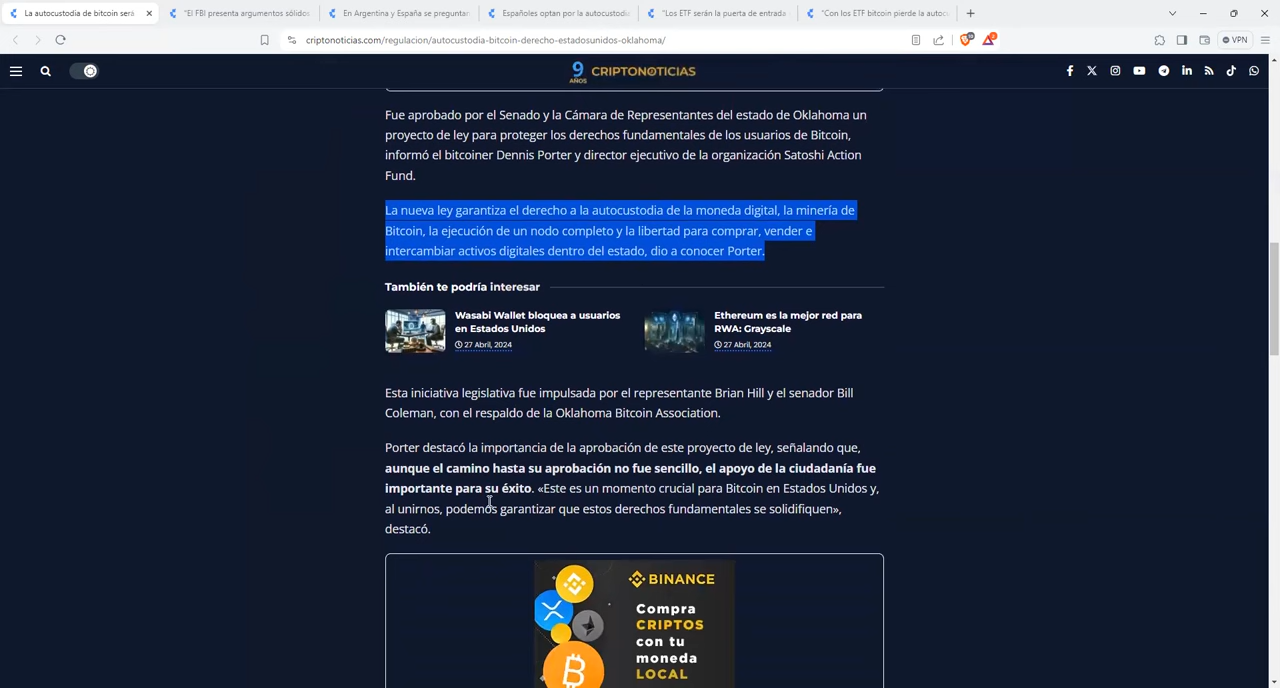 La autocustodia de bitcoin será
"El FBI presenta argumentos sólidos
En Argentina y España se preguntan
Españoles optan por la autocustodia
"Los ETF serán la puerta de entrada
"Con los ETF bitcoin pierde la autoc
criptonoticias.com/regulacion/autocustodia-bitcoin-derecho-estadosunidos-oklahoma/
VPN
9
AÑOS
CRIPTONOTICIAS
Fue aprobado por el Senado y la Cámara de Representantes del estado de Oklahoma un
proyecto de ley para proteger los derechos fundamentales de los usuarios de Bitcoin,
informó el bitcoiner Dennis Porter y director ejecutivo de la organización Satoshi Action
Fund.
La nueva ley garantiza el derecho a la autocustodia de la moneda digital, la minería de
Bitcoin, la ejecución de un nodo completo y la libertad para comprar, vender e
intercambiar activos digitales dentro del estado, dio a conocer Porter.
También te podría interesar
Wasabi Wallet bloquea a usuarios
en Estados Unidos
27 Abril, 2024
Ethereum es la mejor red para
RWA: Grayscale
27 Abril, 2024
Esta iniciativa legislativa fue impulsada por el representante Brian Hill y el senador Bill
Coleman, con el respaldo de la Oklahoma Bitcoin Association.
Porter destacó la importancia de la aprobación de este proyecto de ley, señalando que,
aunque el camino hasta su aprobación no fue sencillo, el apoyo de la ciudadanía fue
importante para su éxito. «Este es un momento crucial para Bitcoin en Estados Unidos y,
al unirnos, podemos garantizar que estos derechos fundamentales se solidifiquen»,
destacó.
BINANCE
Compra
CRIPTOS
con tu
moneda
LOCAL